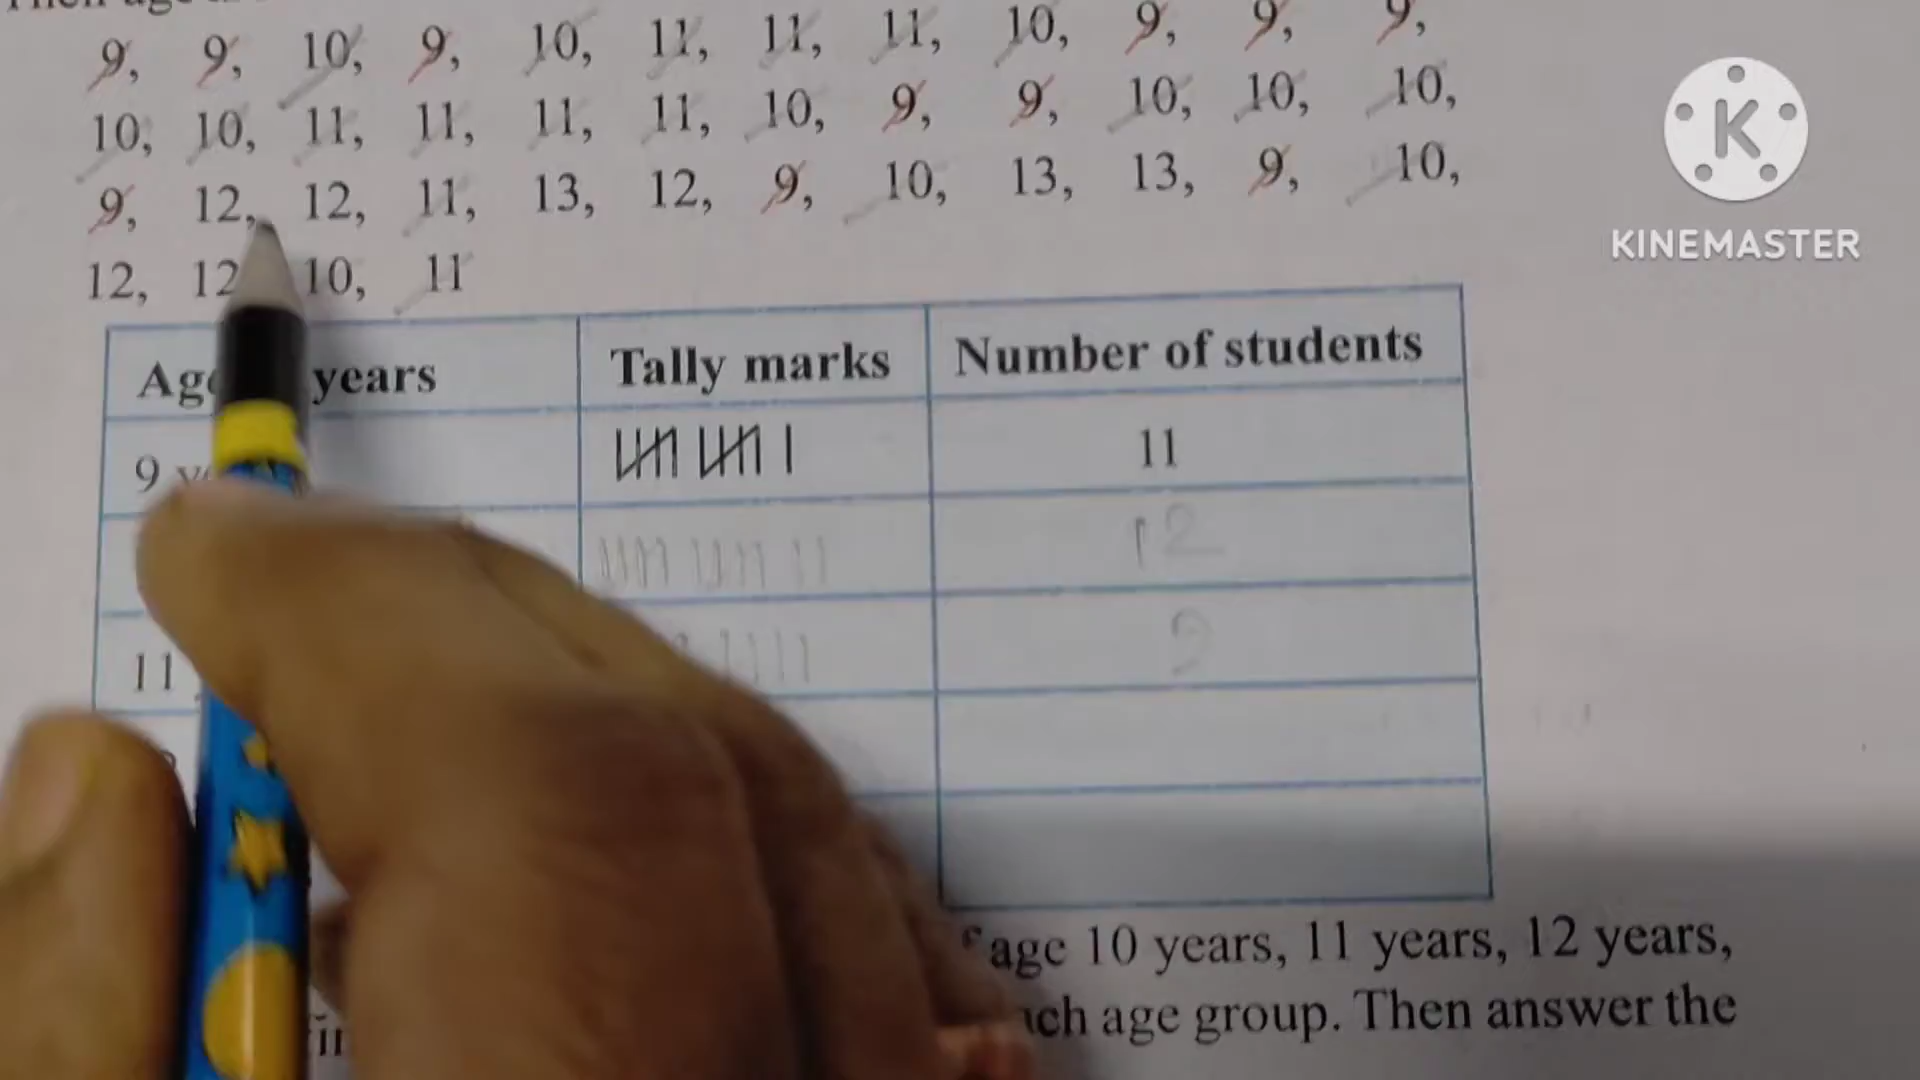 9, 9, 10, 9, 10, 11, 11, 11, 10, 9, 9, 9,
10, 10, 11, 11, 11, 11, 10, 9, 9, 10, 10, 10,
9, 12, 12, 11, 13, 12, 9, 10, 13, 13, 9, 10,
12, 12 10, 11
KINEMASTER
years Tally marks Number of students
9 11
12
11 9
age 10 years, 11 years, 12 years,
age group. Then answer the